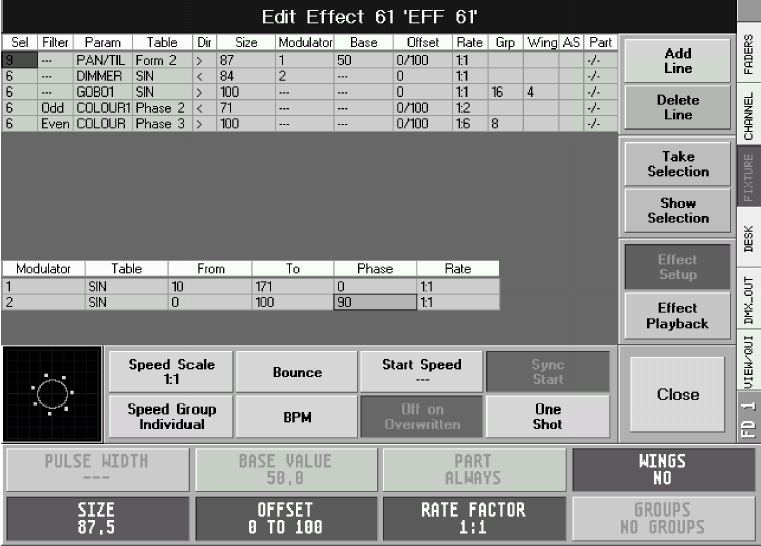 Edit Effect 61 'EFF 61'
Sel Filter Param Table Dir Size Modulator Base Offset Rate Grp Wing AS Part
9 --- PAN/TIL Form 2 > 87 1 50 0/100 1:1 -/-
6 --- DIMMER SIN < 84 2 --- 0 1:1 -/-
6 --- GOBO1 SIN > 100 --- --- 0 1:1 16 4 -/-
6 Odd COLOUR1 Phase 2 < 71 --- --- 0/100 1:2 -/-
6 Even COLOUR Phase 3 > 100 --- --- 0/100 1:6 8 -/-
Add
Line
Delete
Line
Take
Selection
Show
Selection
Effect
Setup
Effect
Playback
Close
FADERS
CHANNEL
FIXTURE
DESK
DMX_OUT
VIEW/QUI
FD 1
Modulator Table From To Phase Rate
1 SIN 10 171 0 1:1
2 SIN 0 100 90 1:1
Speed Scale
1:1
Bounce
Start Speed
---
Sync
Start
Speed Group
Individual
BPM
Off on
Overwritten
One
Shot
PULSE WIDTH
---
BASE VALUE
50,0
PART
ALWAYS
WINGS
NO
SIZE
87,5
OFFSET
0 TO 100
RATE FACTOR
1:1
GROUPS
NO GROUPS